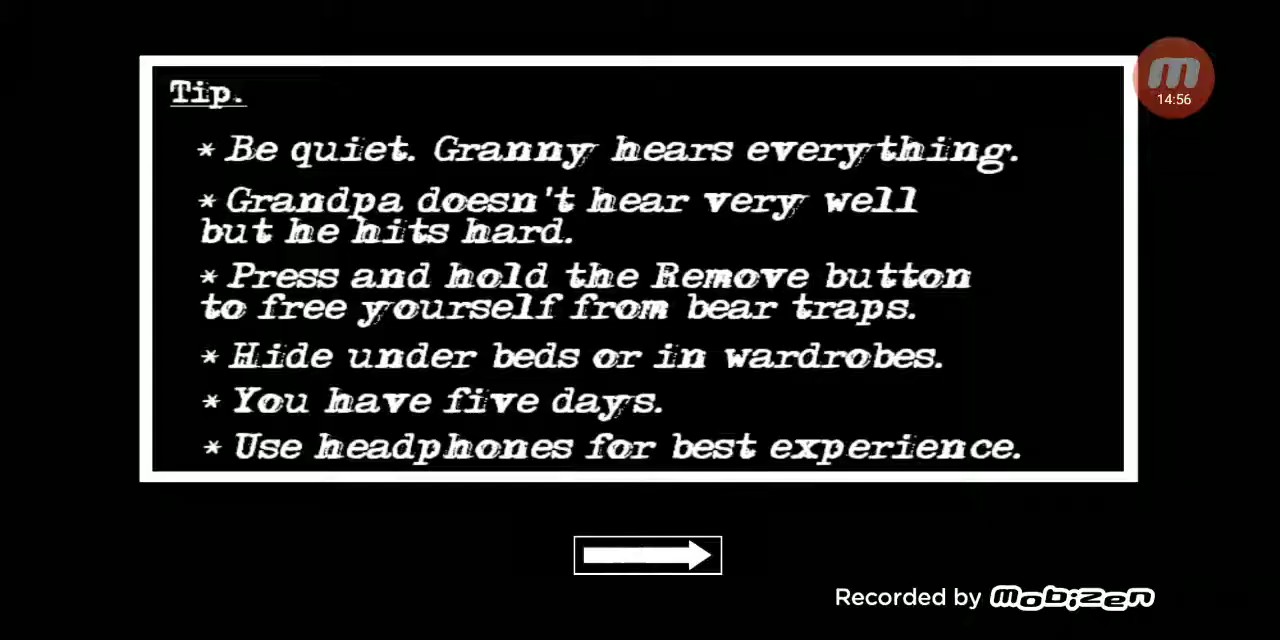 Tip.
* Be quiet. Granny hears everything.
* Grandpa doesn't hear very well
but he hits hard.
* Press and hold the Remove button
to free yourself from bear traps.
* Hide under beds or in wardrobes.
* You have five days.
* Use headphones for best experience.
M
14:56
Recorded by mobizen